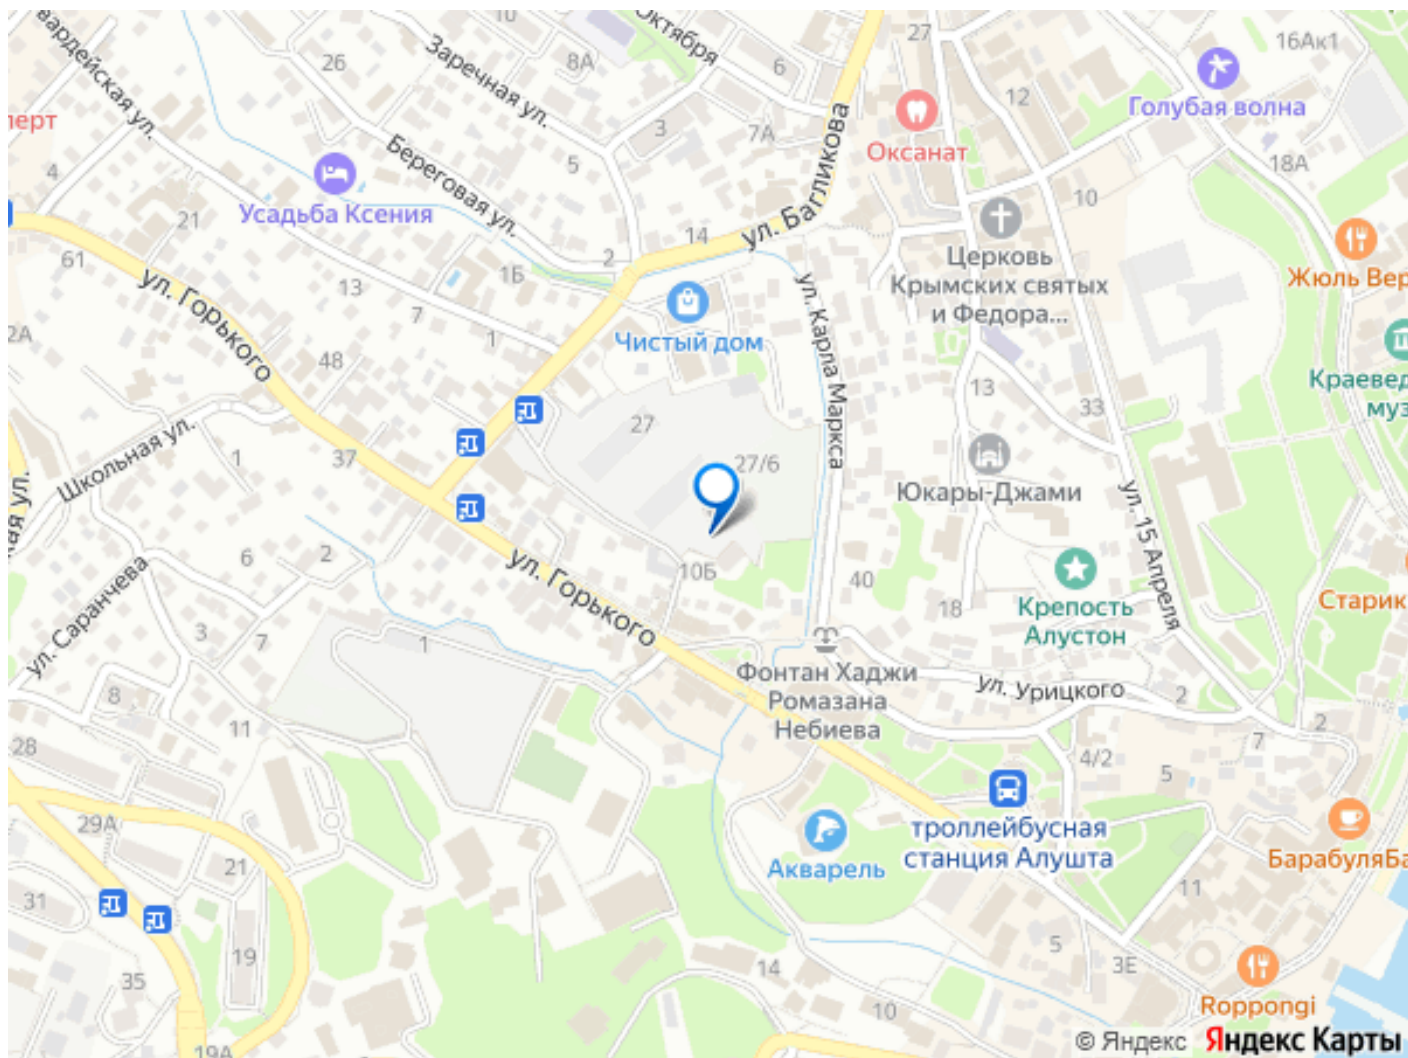 10
Октября
27
16Ак1
вардейская ул.
Заречная ул.
26
8А
6
Голубая волна
12
перт
3
7А
Оксанат
ул. Багликова
18А
4
5
Береговая ул.
Усадьба Ксения
21
10
14
2
61
1Б
Церковь
Крымских святых
и Федора...
Жюль Вер
13
ул. Горького
7
1
Чистый дом
ул. Карла Маркса
2А
48
13
Краевед
муз
33
27
37
27/6
Юкары-Джами
Школьная ул.
1
ул. 15 Апреля
кая ул.
6
2
ул. Горького
10Б
40
18
Крепость
Алустон
Старик
ул. Саранчева
3
7
1
Фонтан Хаджи
Ромазана
Небиева
ул. Урицкого
2
8
11
2
7
28
4/2
5
29А
21
Акварель
троллейбусная
станция Алушта
БарабуляБа
11
31
19
5
3Е
35
14
10
Roppongi
19А
© Яндекс Яндекс Карты